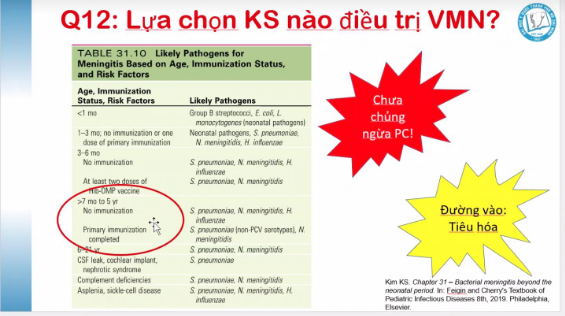 Q12: Lựa chọn KS nào điều trị VMN?
TABLE 31.10 Likely Pathogens for
Meningitis Based on Age, Immunization Status,
and Risk Factors
Age, Immunization
Status, Risk Factors Likely Pathogens
<1 mo Group B streptococci, E. coli, L.
monocytogenes (neonatal pathogens)
1–3 mo; no immunization or one Neonatal pathogens, S. pneumoniae,
dose of primary immunization N. meningitidis, H. influenzae
3–6 mo
No immunization S. pneumoniae, N. meningitidis, H.
influenzae
At least two doses of S. pneumoniae, N. meningitidis
Hib-OMP vaccine
>7 mo to 5 yr
No immunization S. pneumoniae, N. meningitidis, H.
influenzae
Primary immunization S. pneumoniae (non-PCV serotypes), N.
completed meningitidis
6–21 yr S. pneumoniae, N. meningitidis
CSF leak, cochlear implant, S. pneumoniae
nephrotic syndrome
Complement deficiencies S. pneumoniae, N. meningitidis
Asplenia, sickle-cell disease S. pneumoniae, N. meningitidis, H.
influenzae
Chưa
chủng
ngừa PC!
Đường vào:
Tiêu hóa
Kim KS. Chapter 31 – Bacterial meningitis beyond the
neonatal period. In: Feigin and Cherry's Textbook of
Pediatric Infectious Diseases 8th, 2019. Philadelphia,
Elsevier.